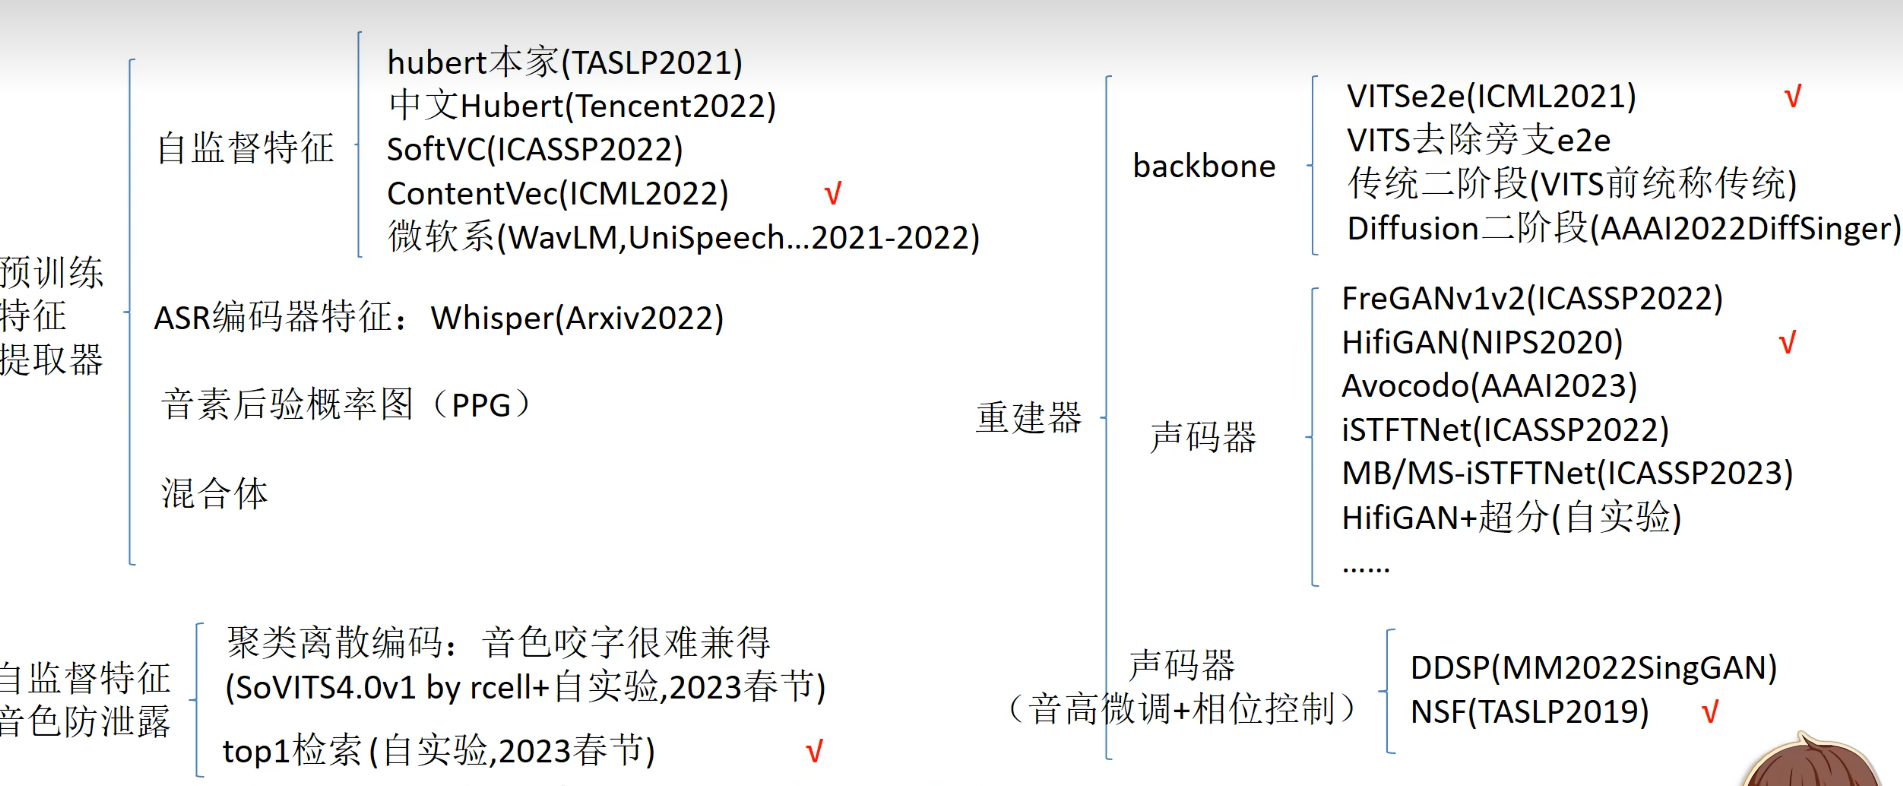 hubert本家(TASLP2021)
中文Hubert(Tencent2022)
自监督特征
SoftVC(ICASSP2022)
ContentVec(ICML2022) √
微软系(WavLM,UniSpeech...2021-2022)
预训练
特征
提取器
ASR编码器特征：Whisper(Arxiv2022)
音素后验概率图（PPG）
混合体
自监督特征
音色防泄露
聚类离散编码：音色咬字很难兼得
(SoVITS4.0v1 by rcell+自实验,2023春节)
top1检索(自实验,2023春节) √
重建器
backbone
VITSe2e(ICML2021) √
VITS去除旁支e2e
传统二阶段(VITS前统称传统)
Diffusion二阶段(AAAI2022DiffSinger)
声码器
FreGANv1v2(ICASSP2022)
HifiGAN(NIPS2020) √
Avocodo(AAAI2023)
iSTFTNet(ICASSP2022)
MB/MS-iSTFTNet(ICASSP2023)
HifiGAN+超分(自实验)
......
声码器
（音高微调+相位控制）
DDSP(MM2022SingGAN)
NSF(TASLP2019) √